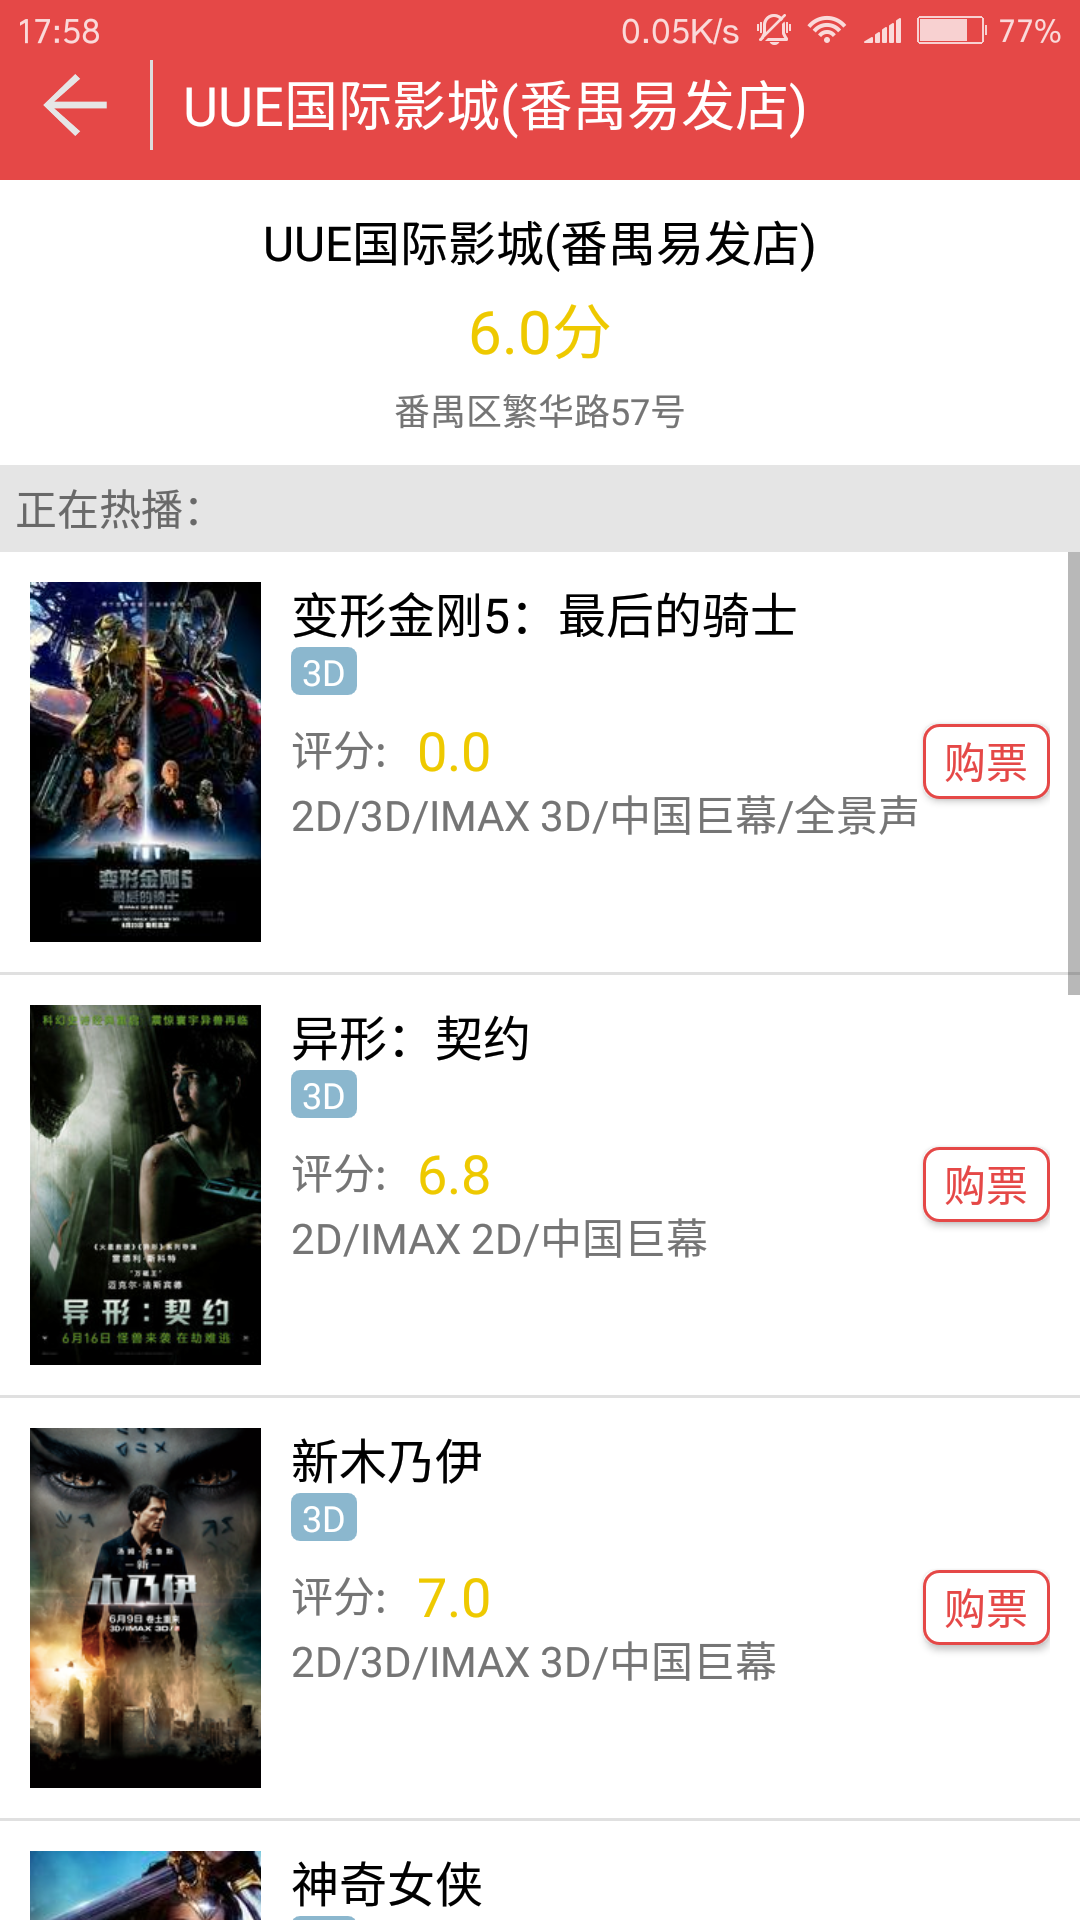 17:58 0.05K/s 77%
UUE国际影城(番禺易发店)
UUE国际影城(番禺易发店)
6.0分
番禺区繁华路57号
正在热播：
变形金刚5：最后的骑士
3D
评分: 0.0
2D/3D/IMAX 3D/中国巨幕/全景声
购票
变形金刚5
最后的骑士
异形：契约
3D
评分: 6.8
2D/IMAX 2D/中国巨幕
购票
异形:契约
6月16日 怪兽来袭 在劫难逃
新木乃伊
3D
评分: 7.0
2D/3D/IMAX 3D/中国巨幕
购票
新
木乃伊
6月9日 卷土重来
神奇女侠